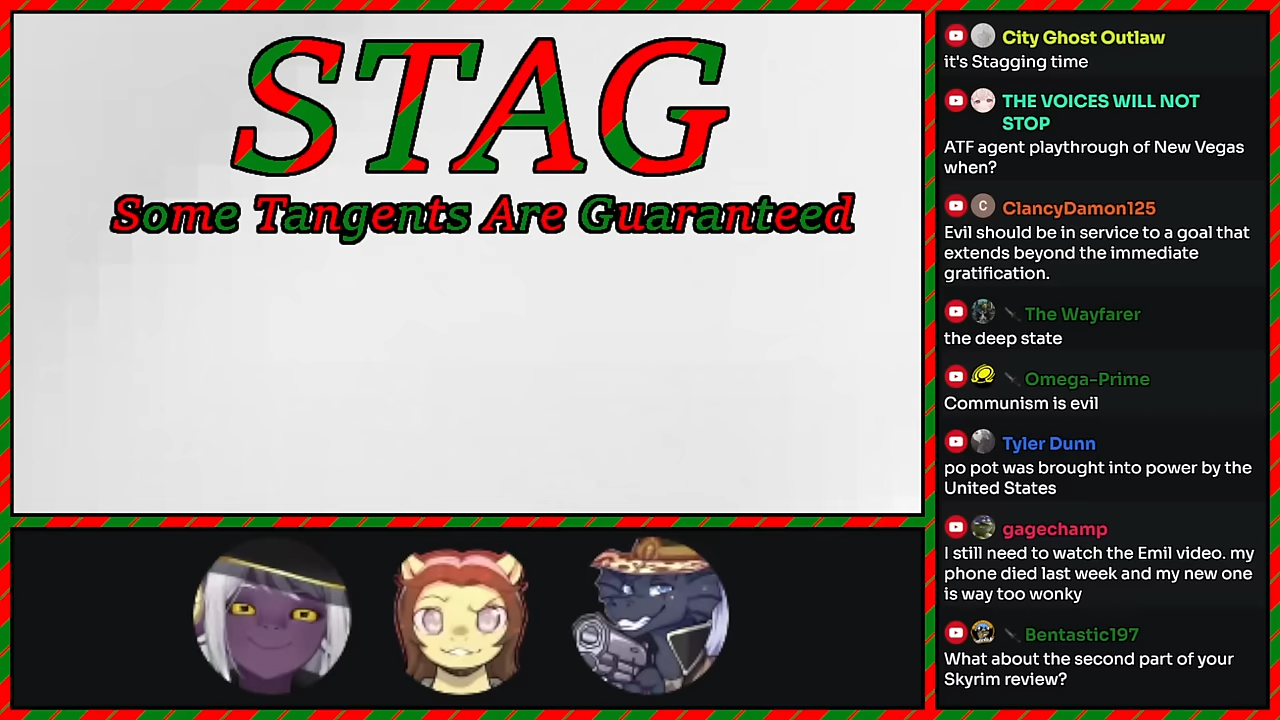 STAG
Some Tangents Are Guaranteed
City Ghost Outlaw
it's Stagging time
THE VOICES WILL NOT
STOP
ATF agent playthrough of New Vegas
when?
C
ClancyDamon125
Evil should be in service to a goal that
extends beyond the immediate
gratification.
The Wayfarer
the deep state
Omega-Prime
Communism is evil
Tyler Dunn
po pot was brought into power by the
United States
gagechamp
I still need to watch the Emil video. my
phone died last week and my new one
is way too wonky
Bentastic197
What about the second part of your
Skyrim review?